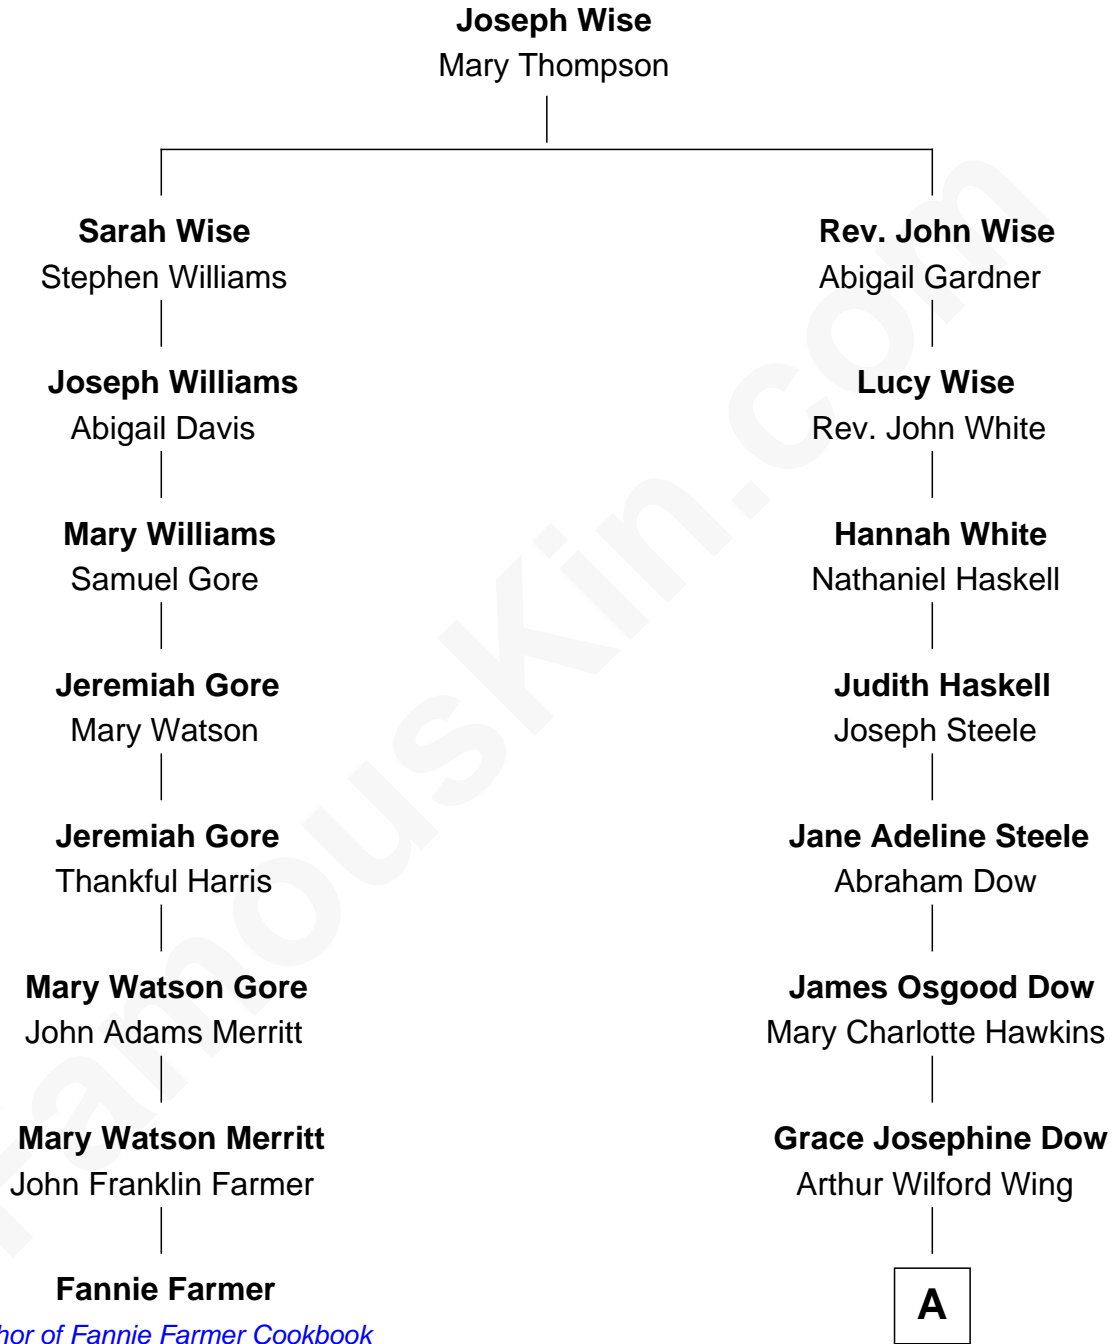 Joseph Wise
Mary Thompson
Sarah Wise
Stephen Williams
Rev. John Wise
Abigail Gardner
Joseph Williams
Abigail Davis
Lucy Wise
Rev. John White
Mary Williams
Samuel Gore
Hannah White
Nathaniel Haskell
Jeremiah Gore
Mary Watson
Judith Haskell
Joseph Steele
Jeremiah Gore
Thankful Harris
Jane Adeline Steele
Abraham Dow
Mary Watson Gore
John Adams Merritt
James Osgood Dow
Mary Charlotte Hawkins
Mary Watson Merritt
John Franklin Farmer
Grace Josephine Dow
Arthur Wilford Wing
Fannie Farmer
hor of Fannie Farmer Cookbook
A
FamousKin.com